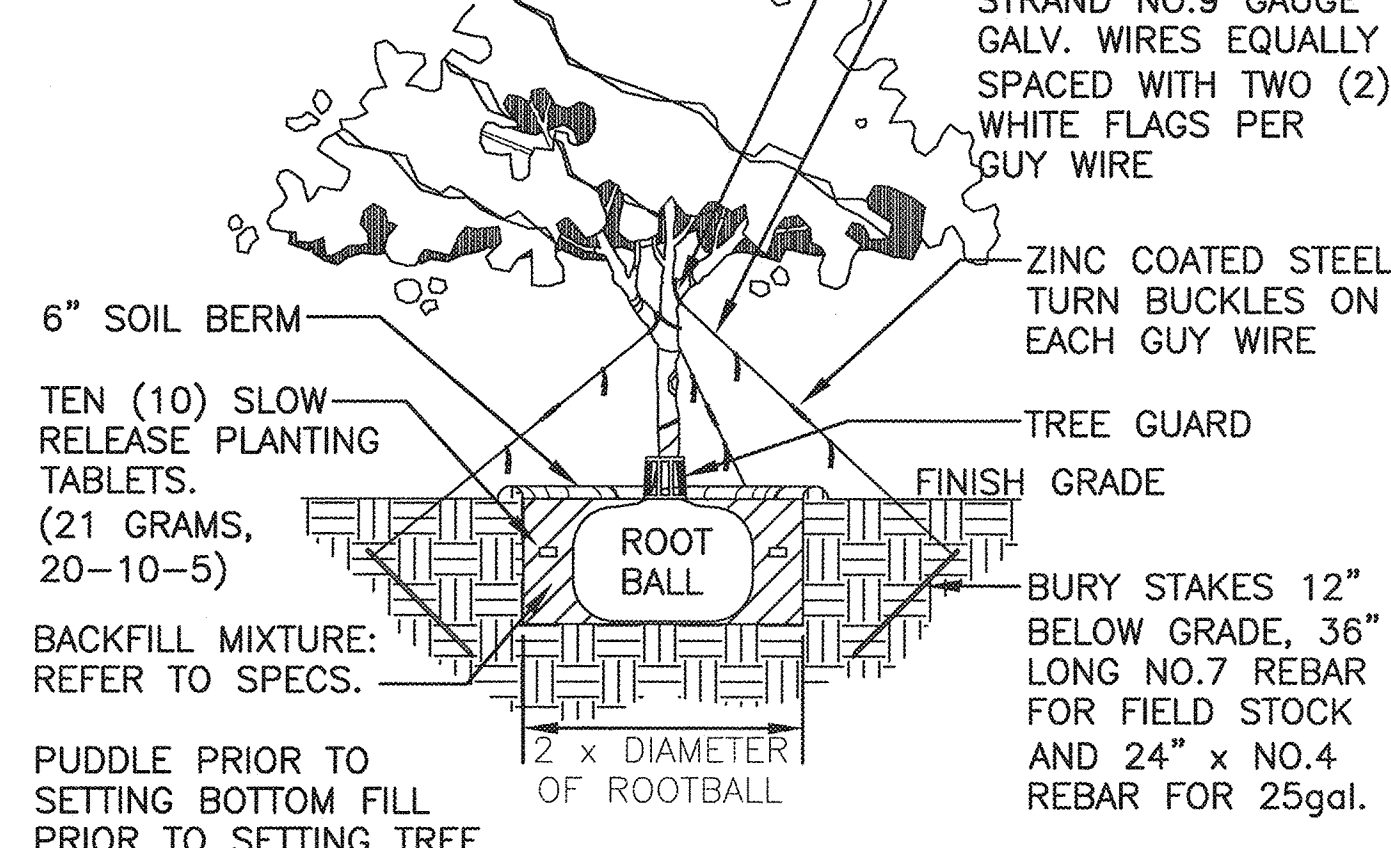 STRAND NO.9 GAUGE
GALV. WIRES EQUALLY
SPACED WITH TWO (2)
WHITE FLAGS PER
GUY WIRE
ZINC COATED STEEL
TURN BUCKLES ON
EACH GUY WIRE
6" SOIL BERM
TEN (10) SLOW
RELEASE PLANTING
TABLETS.
(21 GRAMS,
20-10-5)
TREE GUARD
FINISH GRADE
ROOT
BALL
BACKFILL MIXTURE:
REFER TO SPECS.
BURY STAKES 12"
BELOW GRADE, 36"
LONG NO.7 REBAR
FOR FIELD STOCK
AND 24" x NO.4
REBAR FOR 25gal.
2 x DIAMETER
OF ROOTBALL
PUDDLE PRIOR TO
SETTING BOTTOM FILL
PRIOR TO SETTING TREE